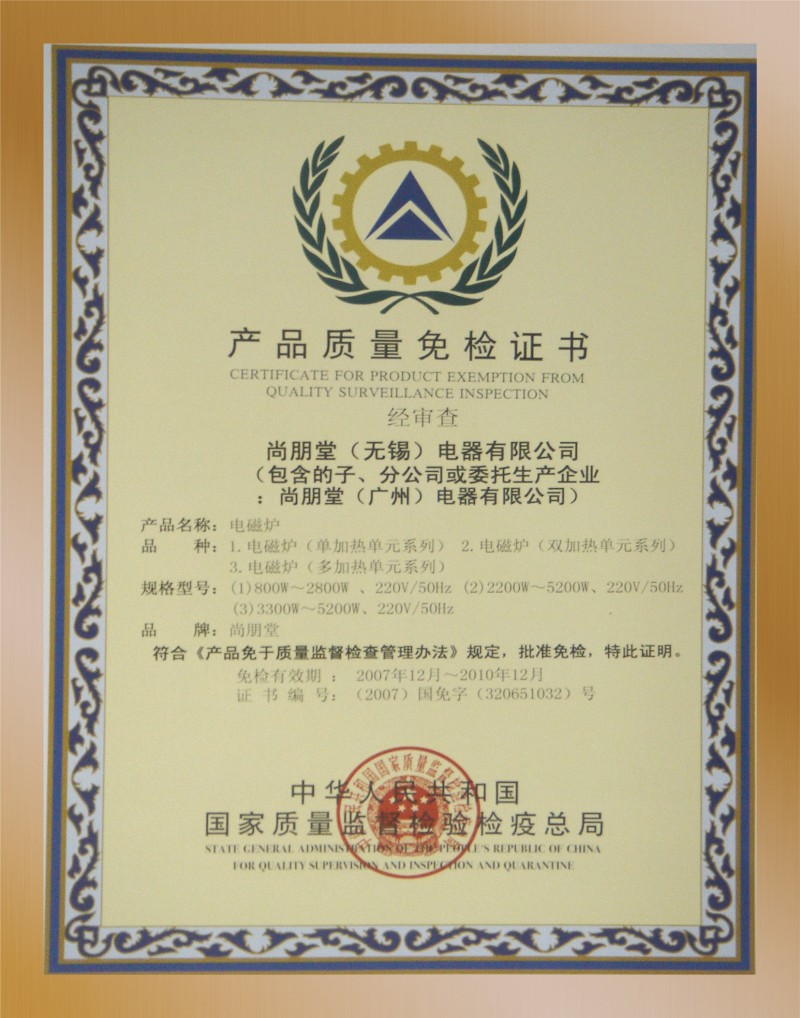 产品质量免检证书
CERTIFICATE FOR PRODUCT EXEMPTION FROM
QUALITY SURVEILLANCE INSPECTION
经审查
尚朋堂（无锡）电器有限公司
（包含的子、分公司或委托生产企业
：尚朋堂（广州）电器有限公司）
产品名称：电磁炉
品　　种：1.电磁炉（单加热单元系列） 2.电磁炉（双加热单元系列）
3.电磁炉（多加热单元系列）
规格型号：(1)800W～2800W 、220V/50Hz (2)2200W～5200W、220V/50Hz
(3)3300W～5200W、220V/50Hz
品　　牌：尚朋堂
符合《产品免于质量监督检查管理办法》规定，批准免检，特此证明。
免检有效期 ： 2007年12月～2010年12月
证 书 编 号：（2007）国免字（320651032）号
中华人民共和国
国家质量监督检验检疫总局
STATE GENERAL ADMINISTRATION OF THE PEOPLE'S REPUBLIC OF CHINA
FOR QUALITY SUPERVISION AND INSPECTION AND QUARANTINE